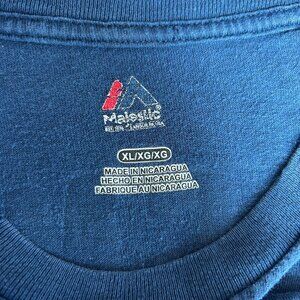 Majestic
XL/XG/XG
MADE IN NICARAGUA
HECHO EN NICARAGUA
FABRIQUE AU NICARAGUA